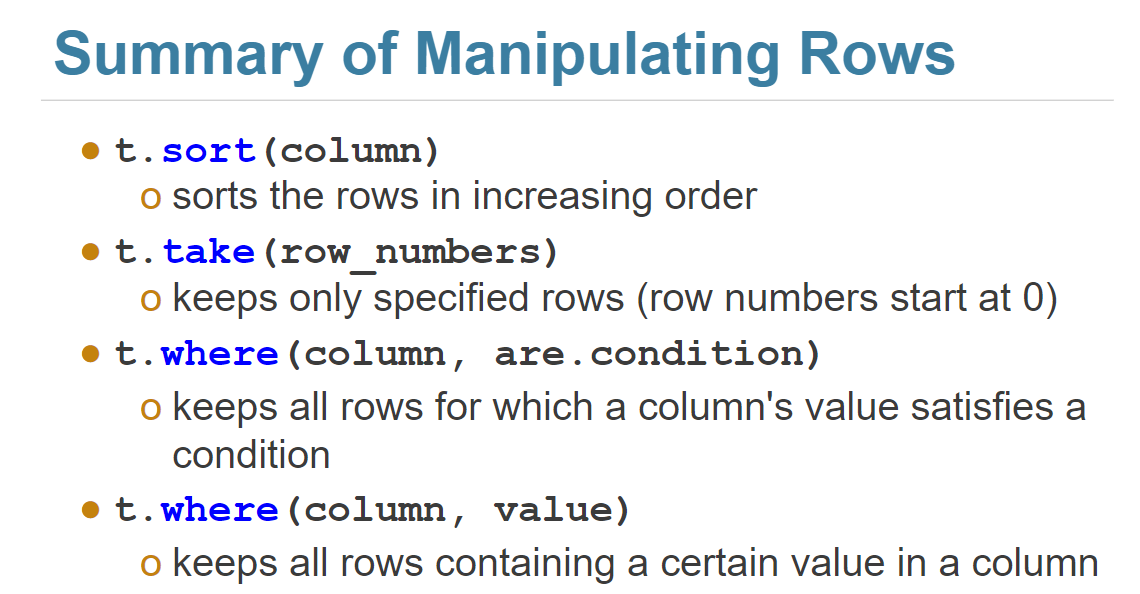 Summary of Manipulating Rows
● t.sort(column)
o sorts the rows in increasing order
● t.take(row_numbers)
o keeps only specified rows (row numbers start at 0)
● t.where(column, are.condition)
o keeps all rows for which a column's value satisfies a
condition
● t.where(column, value)
o keeps all rows containing a certain value in a column